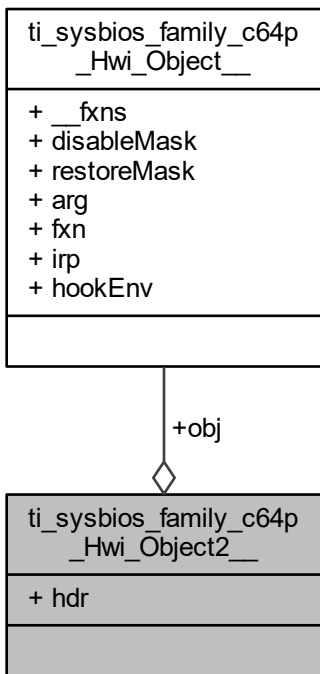 ti_sysbios_family_c64p
_Hwi_Object__
+ __fxns
+ disableMask
+ restoreMask
+ arg
+ fxn
+ irp
+ hookEnv
+obj
ti_sysbios_family_c64p
_Hwi_Object2__
+ hdr